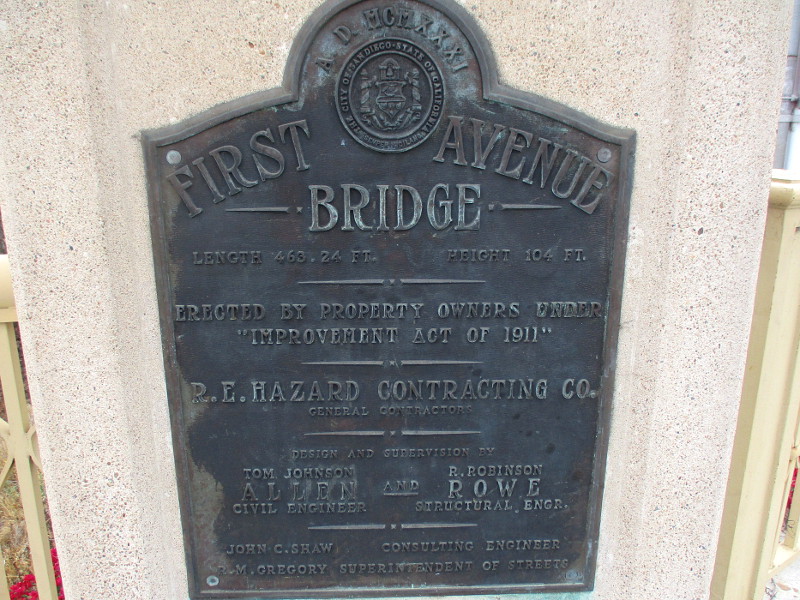 A.D. MCMXXXI
THE CITY OF SAN DIEGO · STATE OF CALIFORNIA
FIRST AVENUE
BRIDGE
LENGTH 463.24 FT. HEIGHT 104 FT.
ERECTED BY PROPERTY OWNERS UNDER
"IMPROVEMENT ACT OF 1911"
R.E. HAZARD CONTRACTING CO.
GENERAL CONTRACTORS
DESIGN AND SUPERVISION BY
TOM JOHNSON R. ROBINSON
ALLEN AND ROWE
CIVIL ENGINEER STRUCTURAL ENGR.
JOHN C. SHAW CONSULTING ENGINEER
R.M. GREGORY SUPERINTENDENT OF STREETS